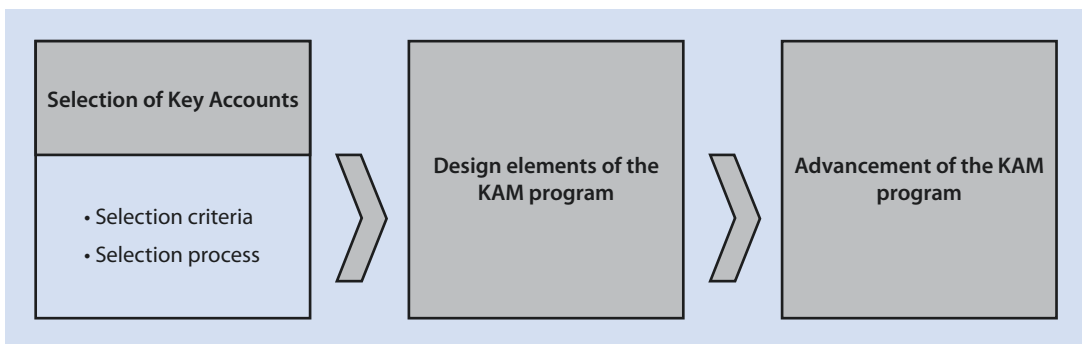 Selection of Key Accounts
• Selection criteria
• Selection process
Design elements of the
KAM program
Advancement of the KAM
program